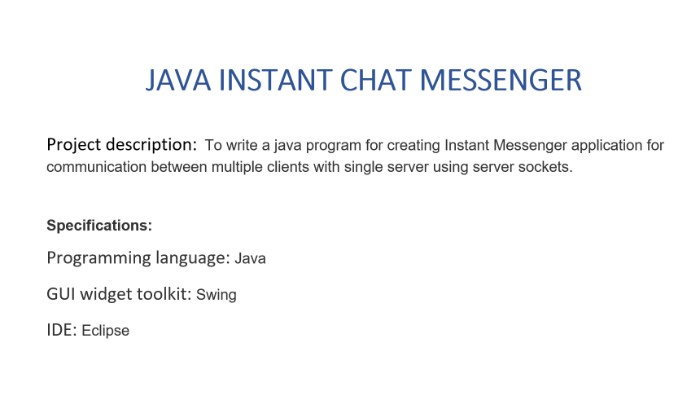 JAVA INSTANT CHAT MESSENGER
Project description: To write a java program for creating Instant Messenger application for
communication between multiple clients with single server using server sockets.
Specifications:
Programming language: Java
GUI widget toolkit: Swing
IDE: Eclipse